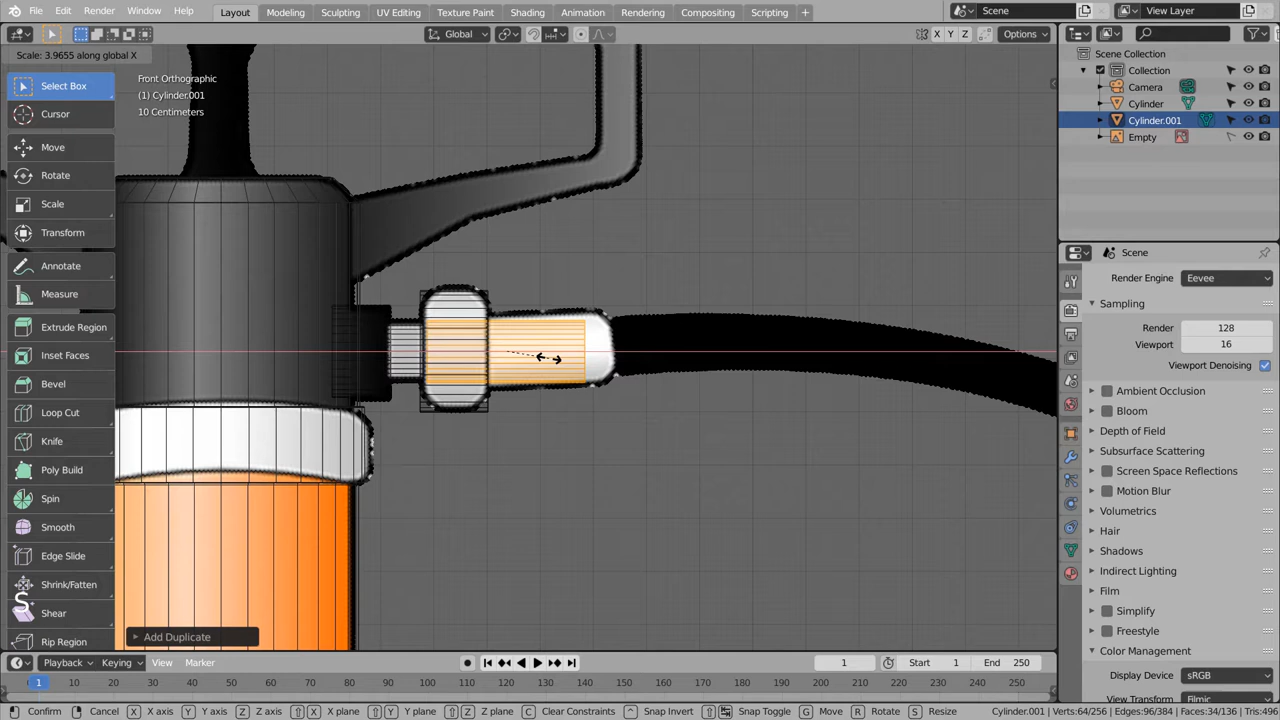 File Edit Render Window Help
Layout Modeling Sculpting UV Editing Texture Paint Shading Animation Rendering Compositing Scripting +
Scene
View Layer
Global
X Y Z
Options
Scale: 3.9655 along global X
Select Box
Cursor
Move
Rotate
Scale
Transform
Annotate
Measure
Extrude Region
Inset Faces
Bevel
Loop Cut
Knife
Poly Build
Spin
Smooth
Edge Slide
Shrink/Fatten
S
Shear
Rip Region
Front Orthographic
(1) Cylinder.001
10 Centimeters
Add Duplicate
Scene Collection
Collection
Camera
Cylinder
Cylinder.001
Empty
Scene
Render Engine Eevee
Sampling
Render 128
Viewport 16
Viewport Denoising
Ambient Occlusion
Bloom
Depth of Field
Subsurface Scattering
Screen Space Reflections
Motion Blur
Volumetrics
Hair
Shadows
Indirect Lighting
Film
Simplify
Freestyle
Color Management
Display Device sRGB
View Transform Filmic
Playback Keying View Marker
1 Start 1 End 250
1 10 20 30 40 50 60 70 80 90 100 110 120 130 140 150 160 170 180 190 200 210 220 230 240 250
Confirm Cancel X X axis Y Y axis Z Z axis X X plane Y Y plane Z Z plane C Clear Constraints Snap Invert Snap Toggle G Move R Rotate S Resize
Cylinder.001 | Verts:64/256 | Edges:96/384 | Faces:34/136 | Tris:496